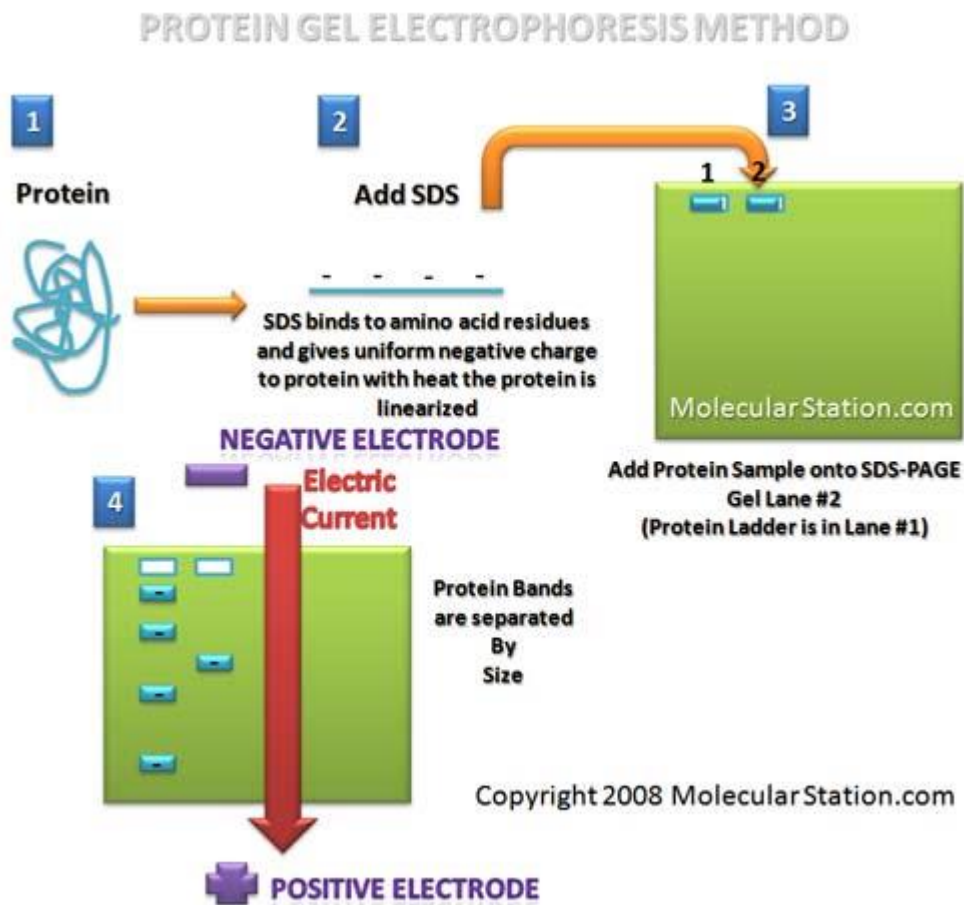 PROTEIN GEL ELECTROPHORESIS METHOD
1
Protein
2
Add SDS
- - - -
SDS binds to amino acid residues
and gives uniform negative charge
to protein with heat the protein is
linearized
3
1 2
MolecularStation.com
Add Protein Sample onto SDS-PAGE
Gel Lane #2
(Protein Ladder is in Lane #1)
4
NEGATIVE ELECTRODE
Electric
Current
-
-
-
-
-
Protein Bands
are separated
By
Size
POSITIVE ELECTRODE
Copyright 2008 MolecularStation.com